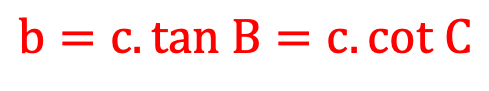 b = c. tan B = c. cot C